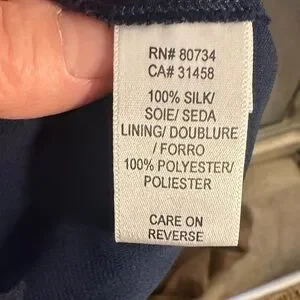 RN# 80734
CA# 31458
100% SILK/
SOIE/ SEDA
LINING/ DOUBLURE
/ FORRO
100% POLYESTER/
POLIESTER
CARE ON
REVERSE